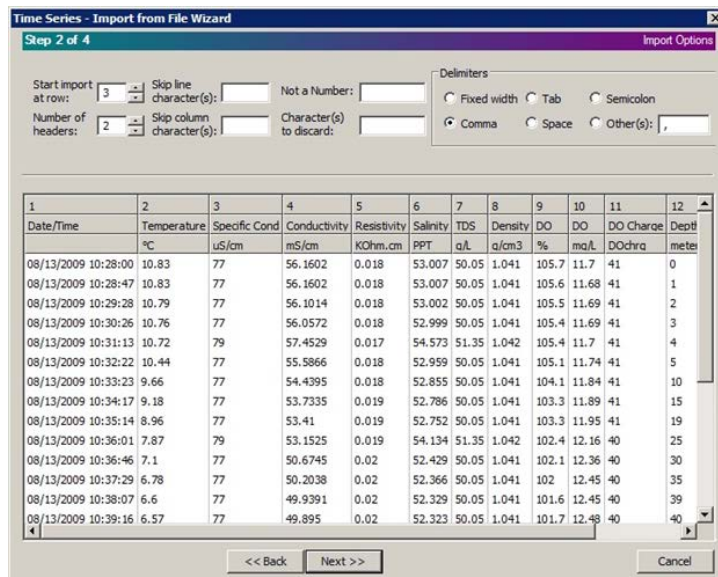 Time Series - Import from File Wizard
Step 2 of 4 Import Options
Start import at row: 3 Skip line character(s): Not a Number:
Number of headers: 2 Skip column character(s): Character(s) to discard:
Delimiters
Fixed width Tab Semicolon
Comma Space Other(s): ,
1 2 3 4 5 6 7 8 9 10 11 12
Date/Time Temperature Specific Cond Conductivity Resistivity Salinity TDS Density DO DO DO Charge Depth
°C uS/cm mS/cm KOhm.cm PPT g/L g/cm3 % mg/L DOchrg mete
08/13/2009 10:28:00 10.83 77 56.1602 0.018 53.007 50.05 1.041 105.7 11.7 41 0
08/13/2009 10:28:47 10.83 77 56.1602 0.018 53.007 50.05 1.041 105.6 11.68 41 1
08/13/2009 10:29:28 10.79 77 56.1014 0.018 53.002 50.05 1.041 105.5 11.69 41 2
08/13/2009 10:30:26 10.76 77 56.0572 0.018 52.999 50.05 1.041 105.4 11.69 41 3
08/13/2009 10:31:13 10.72 79 57.4529 0.017 54.573 51.35 1.042 105.4 11.7 41 4
08/13/2009 10:32:22 10.44 77 55.5866 0.018 52.959 50.05 1.041 105.1 11.74 41 5
08/13/2009 10:33:23 9.66 77 54.4395 0.018 52.855 50.05 1.041 104.1 11.84 41 10
08/13/2009 10:34:17 9.18 77 53.7335 0.019 52.786 50.05 1.041 103.3 11.89 41 15
08/13/2009 10:35:14 8.96 77 53.41 0.019 52.752 50.05 1.041 103.3 11.95 41 19
08/13/2009 10:36:01 7.87 79 53.1525 0.019 54.134 51.35 1.042 102.4 12.16 40 25
08/13/2009 10:36:46 7.1 77 50.6745 0.02 52.429 50.05 1.041 102.1 12.36 40 30
08/13/2009 10:37:29 6.78 77 50.2038 0.02 52.366 50.05 1.041 102 12.45 40 35
08/13/2009 10:38:07 6.6 77 49.9391 0.02 52.329 50.05 1.041 101.6 12.45 40 39
08/13/2009 10:39:16 6.57 77 49.895 0.02 52.323 50.05 1.041 101.7 12.48 40 40
<< Back Next >> Cancel